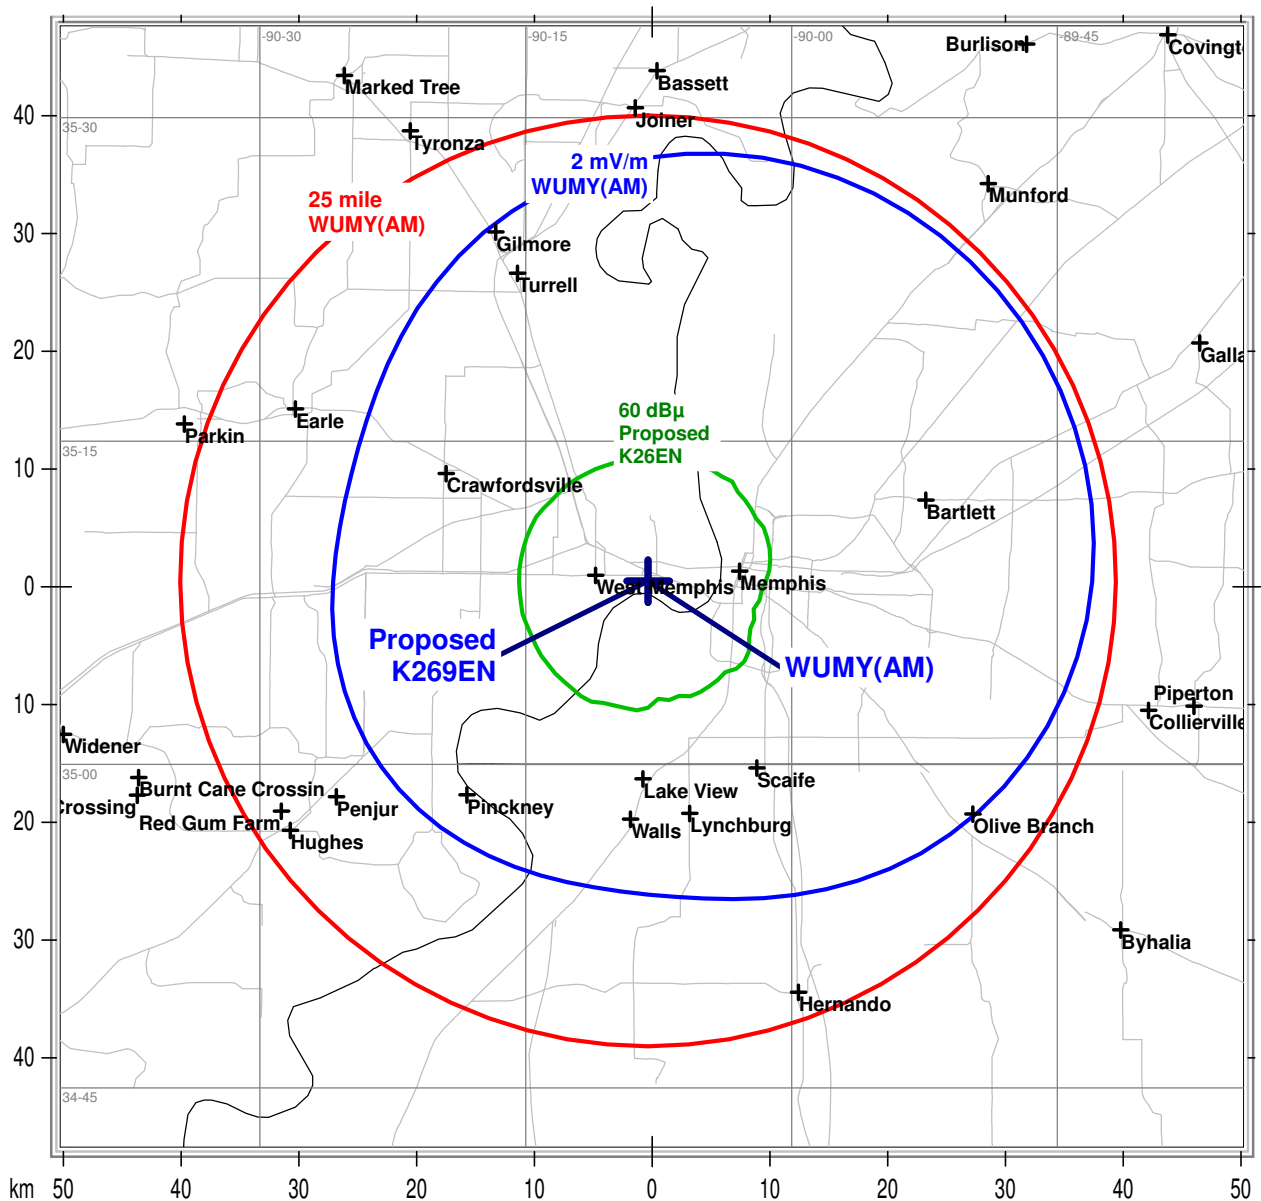 -90-30
-90-15
-90-00
-89-45
Burlison
Covingt
Marked Tree
Bassett
Joiner
40
35-30
Tyronza
2 mV/m
WUMY(AM)
25 mile
WUMY(AM)
Munford
30
Gilmore
Turrell
20
Galla
60 dBµ
Proposed
K26EN
Earle
Parkin
35-15
10
Crawfordsville
Bartlett
0
West Memphis
Memphis
Proposed
K269EN
WUMY(AM)
10
Piperton
Collierville
Widener
35-00
Burnt Cane Crossin
Crossing
Red Gum Farm
Penjur
Pinckney
Lake View
Scaife
20
Walls
Lynchburg
Olive Branch
Hughes
30
Byhalia
Hernando
40
34-45
km 50 40 30 20 10 0 10 20 30 40 50